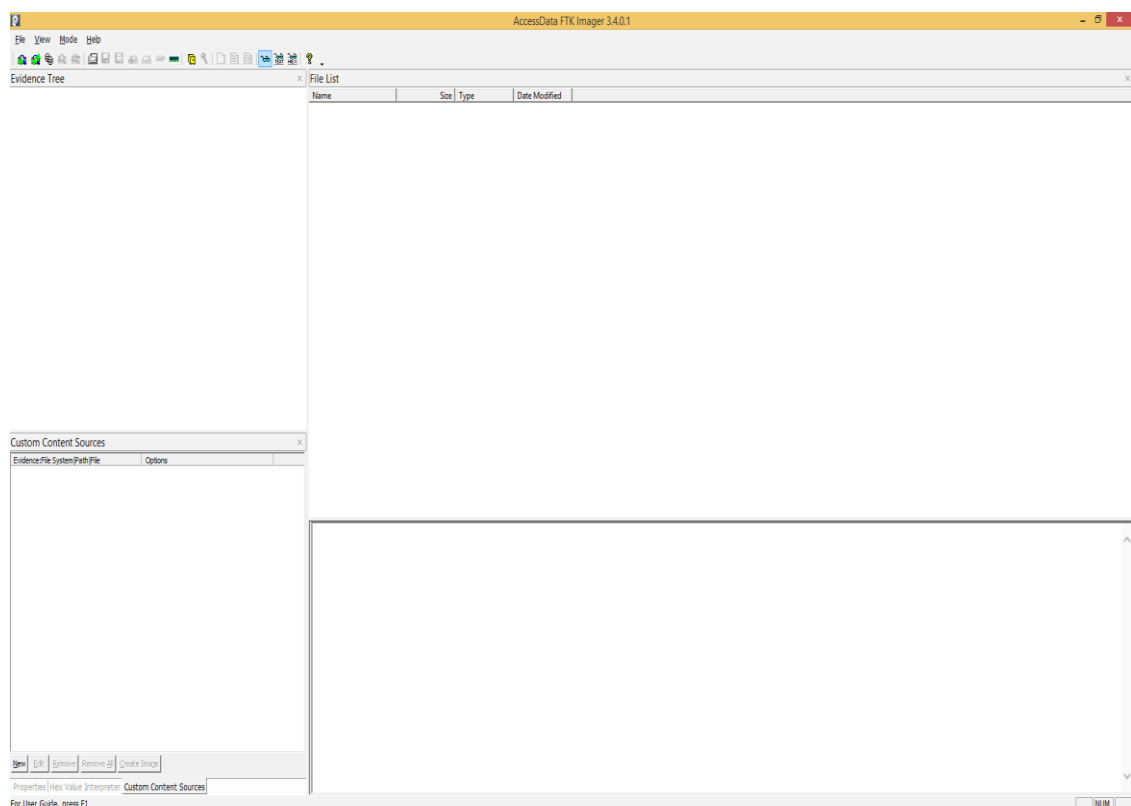 AccessData FTK Imager 3.4.0.1
File View Mode Help
Evidence Tree
File List
Name Size Type Date Modified
Custom Content Sources
Evidence:File System|Path|File Options
New Edit Remove Remove All Create Image
Properties Hex Value Interpreter Custom Content Sources
For User Guide, press F1
NUM